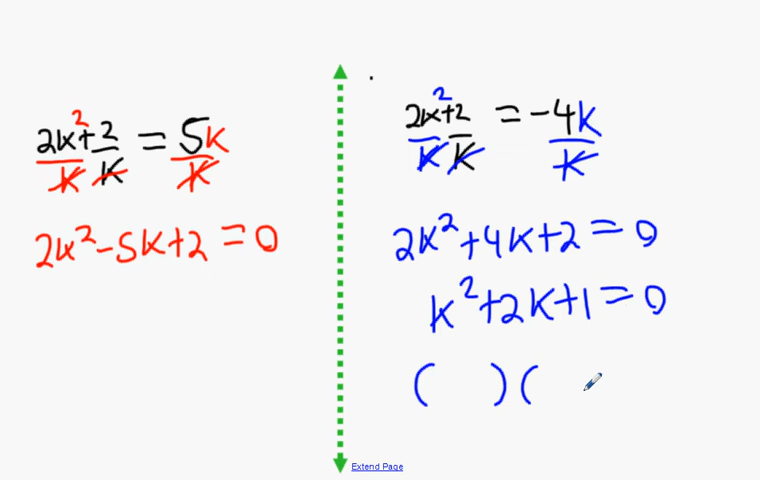 2k²+2/k = 5k
k k k
2k²-5k+2=0
2k²+2/k = -4k
k k k
2k²+4k+2=0
k²+2k+1=0
( )(
Extend Page